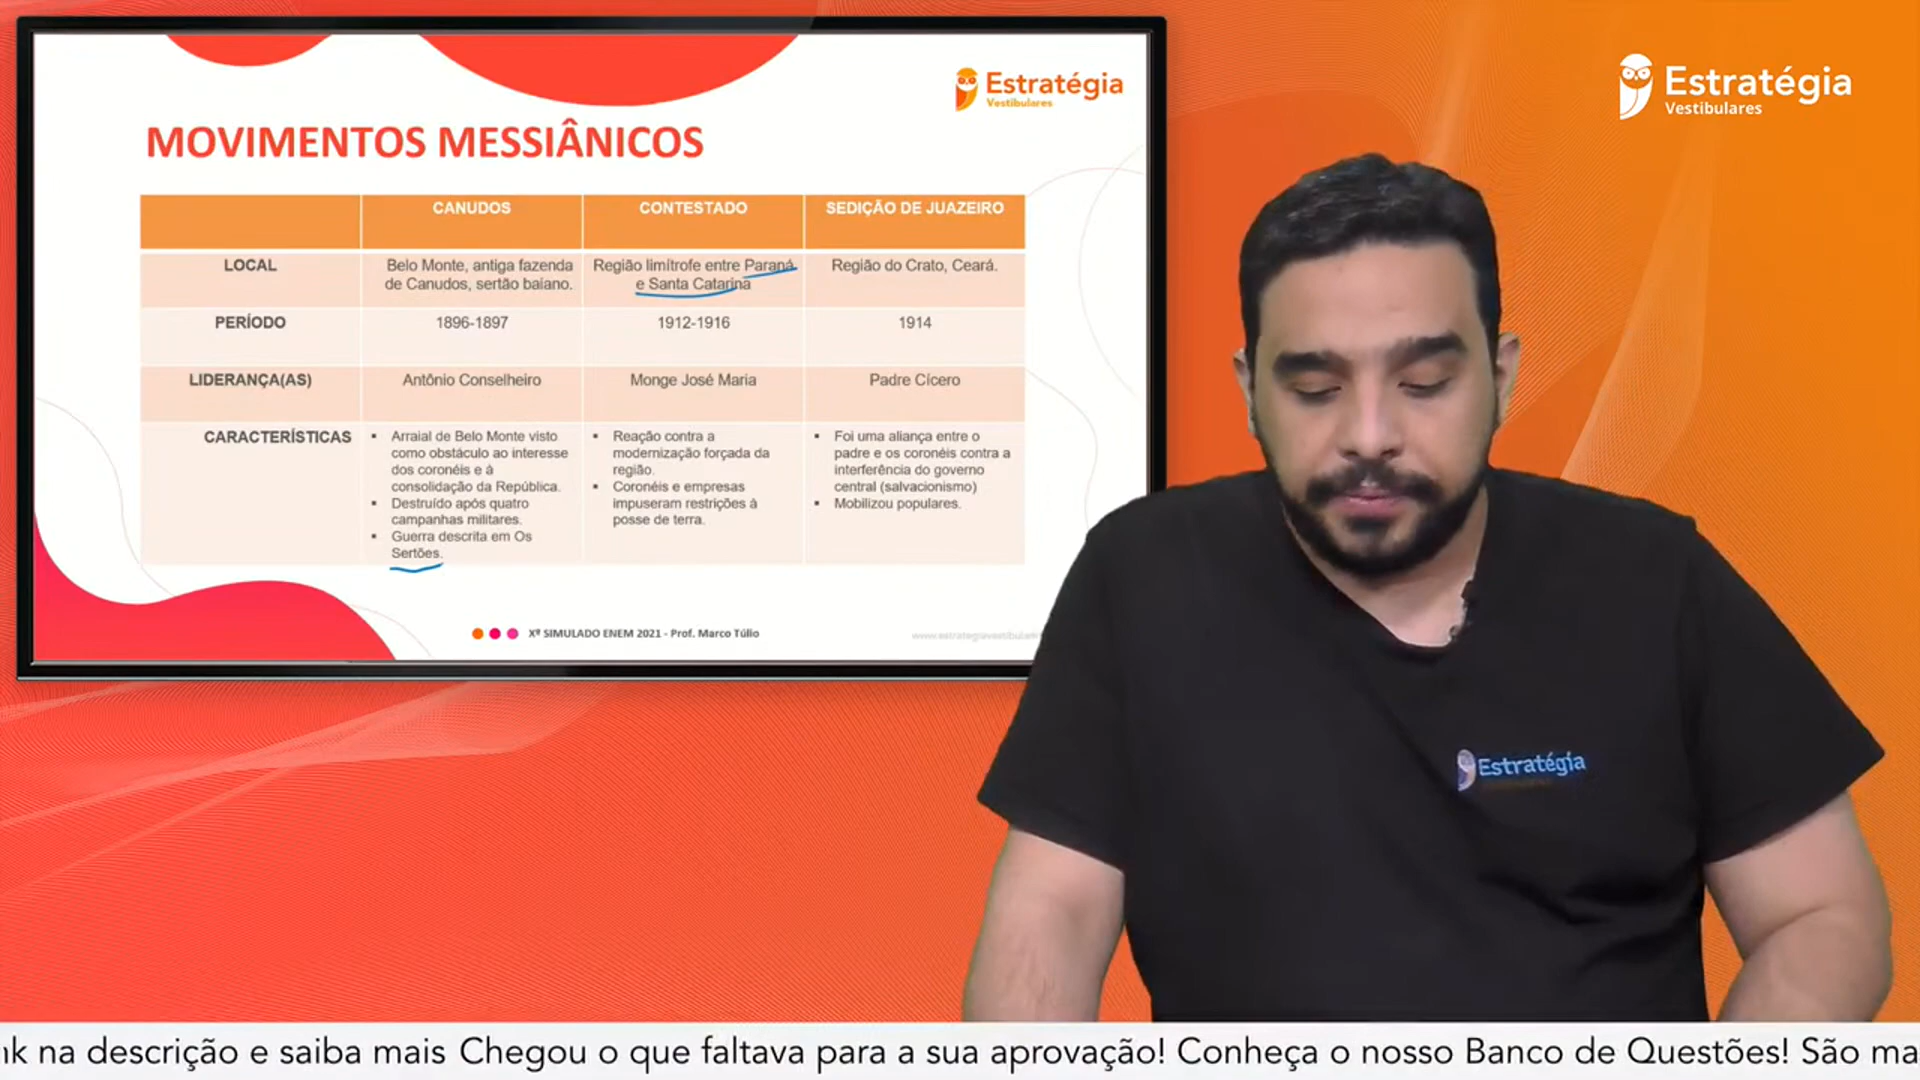 Estratégia
Vestibulares
Estratégia
Vestibulares
MOVIMENTOS MESSIÂNICOS
CANUDOS
CONTESTADO
SEDIÇÃO DE JUAZEIRO
LOCAL
Belo Monte, antiga fazenda
de Canudos, sertão baiano.
Região limítrofe entre Paraná
e Santa Catarina
Região do Crato, Ceará.
PERÍODO
1896-1897
1912-1916
1914
LIDERANÇA(AS)
Antônio Conselheiro
Monge José Maria
Padre Cícero
CARACTERÍSTICAS
▪ Arraial de Belo Monte visto
como obstáculo ao interesse
dos coronéis e à
consolidação da República.
▪ Destruído após quatro
campanhas militares.
▪ Guerra descrita em Os
Sertões.
▪ Reação contra a
modernização forçada da
região.
▪ Coronéis e empresas
impuseram restrições à
posse de terra.
▪ Foi uma aliança entre o
padre e os coronéis contra a
interferência do governo
central (salvacionismo)
▪ Mobilizou populares.
Xº SIMULADO ENEM 2021 - Prof. Marco Túlio
Estratégia
na descrição e saiba mais Chegou o que faltava para a sua aprovação! Conheça o nosso Banco de Questões! São ma